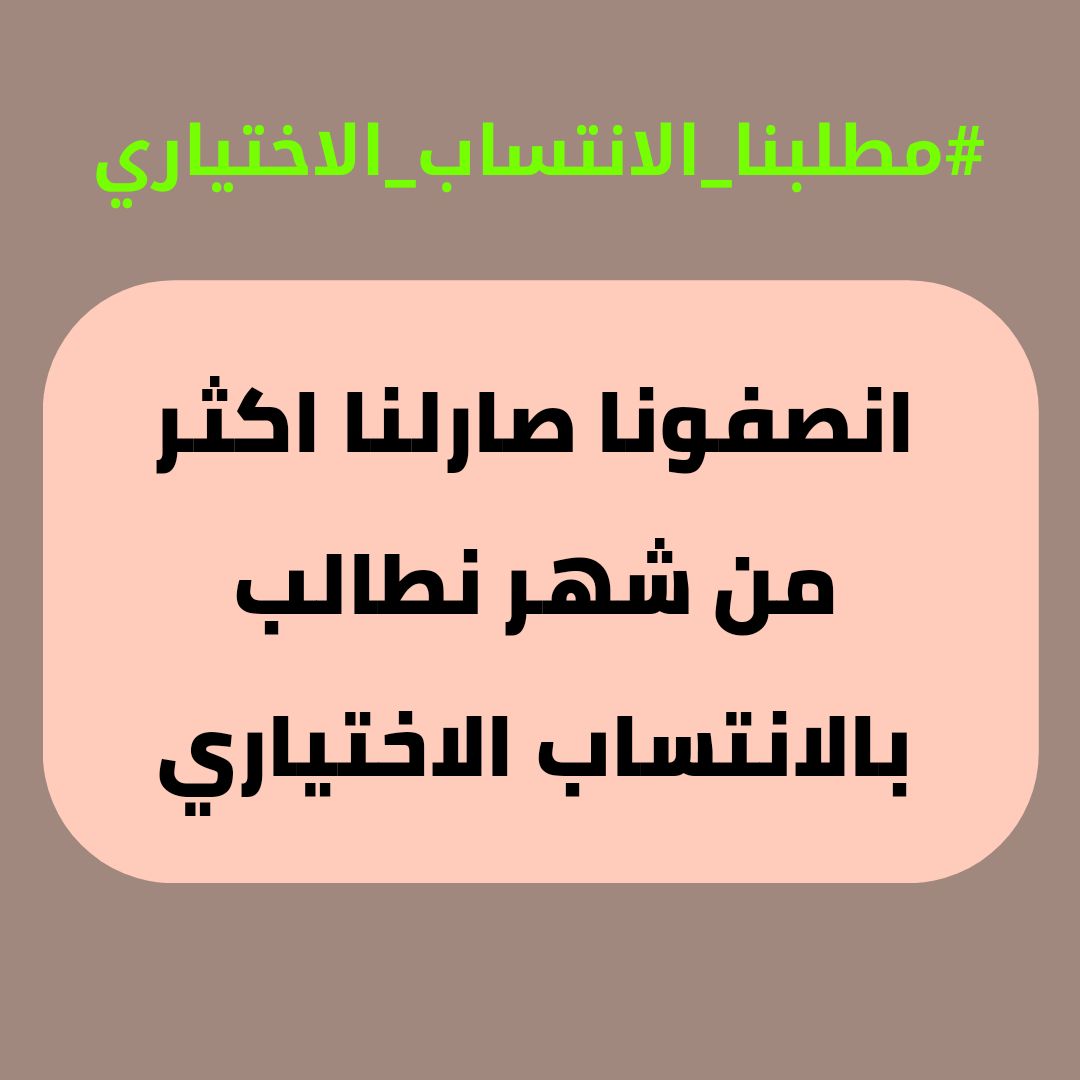 #مطلبنا_الانتساب_الاختياري
انصفونا صارلنا اكثر
من شهر نطالب
بالانتساب الاختياري